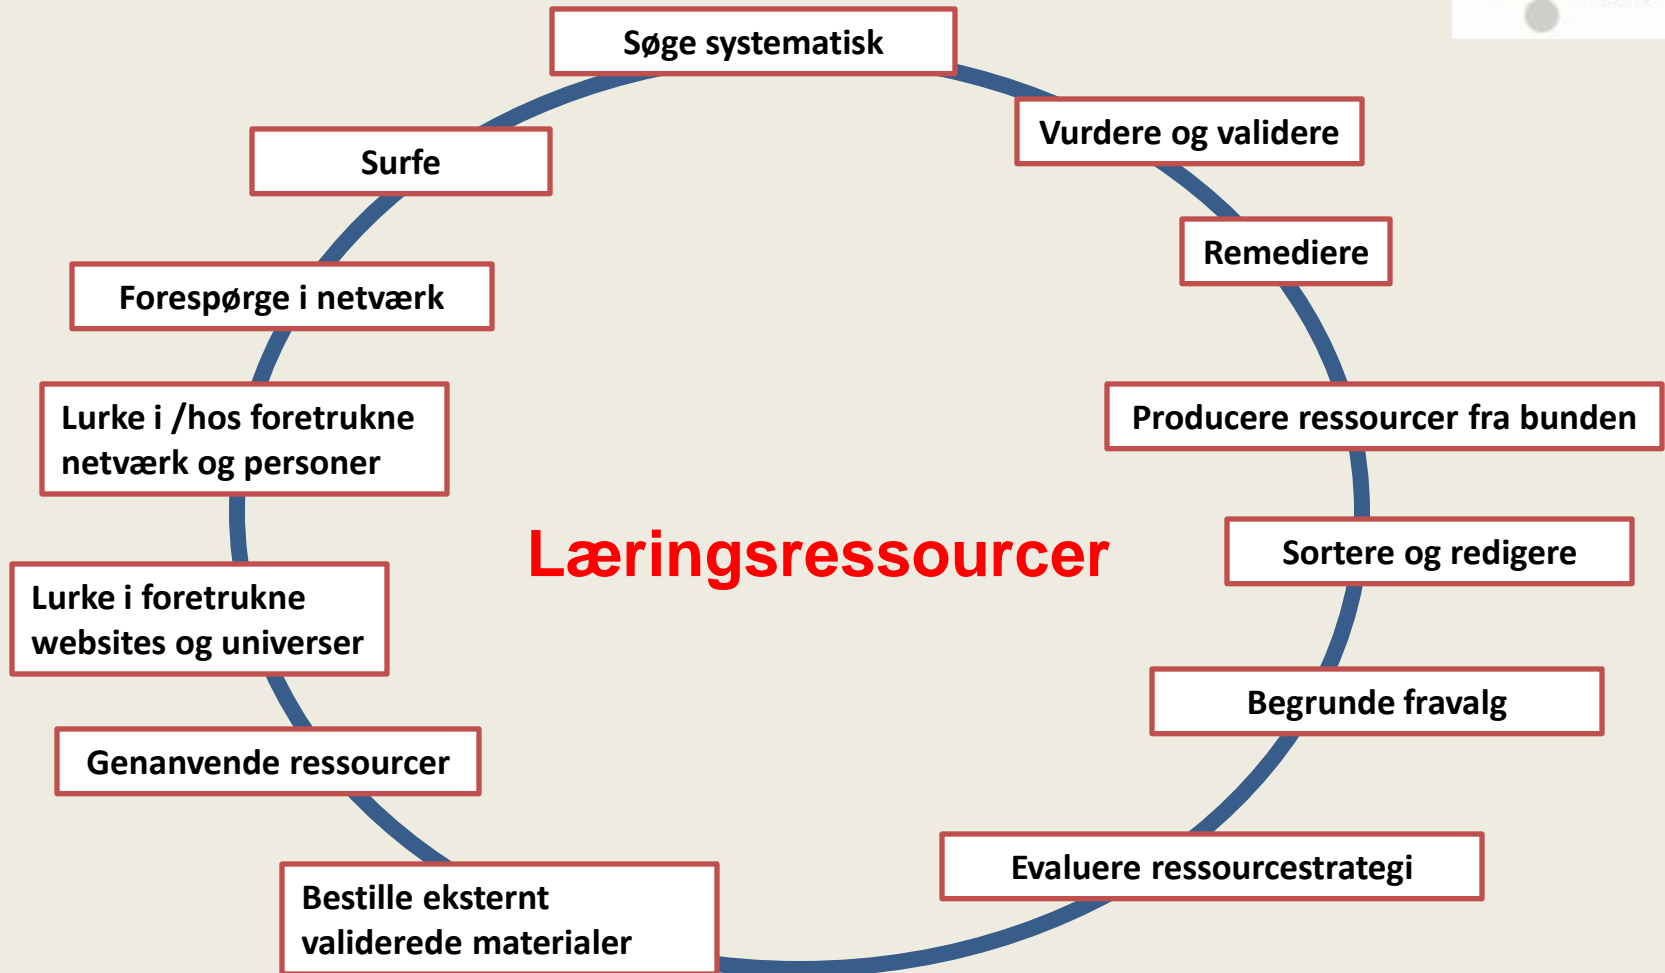 Søge systematisk
Vurdere og validere
Surfe
Remediere
Forespørge i netværk
Lurke i /hos foretrukne
netværk og personer
Producere ressourcer fra bunden
Læringsressourcer
Sortere og redigere
Lurke i foretrukne
websites og universer
Begrunde fravalg
Genanvende ressourcer
Evaluere ressourcestrategi
Bestille eksternt
validerede materialer